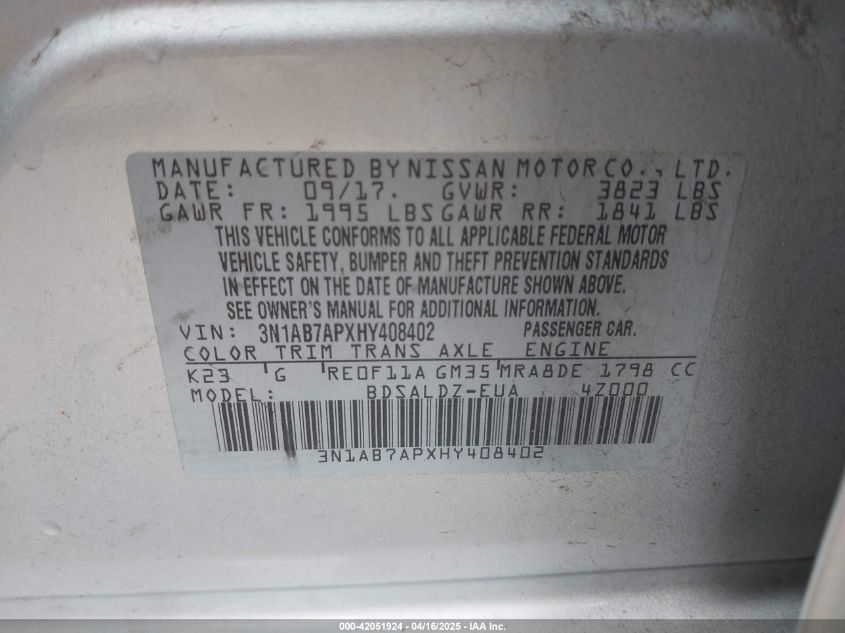 MANUFACTURED BY NISSAN MOTOR CO., LTD.
DATE: 09/17. GVWR: 3823 LBS
GAWR FR: 1995 LBS GAWR RR: 1841 LBS
THIS VEHICLE CONFORMS TO ALL APPLICABLE FEDERAL MOTOR
VEHICLE SAFETY, BUMPER AND THEFT PREVENTION STANDARDS
IN EFFECT ON THE DATE OF MANUFACTURE SHOWN ABOVE.
SEE OWNER'S MANUAL FOR ADDITIONAL INFORMATION.
VIN: 3N1AB7APXHY408402 PASSENGER CAR.
COLOR TRIM TRANS AXLE ENGINE
K23 G RE0F11A GM35 MRA8DE 1798 CC
MODEL: BDSALDZ-EUA 4Z000
3N1AB7APXHY408402
000-42051924 - 04/16/2025 - IAA Inc.